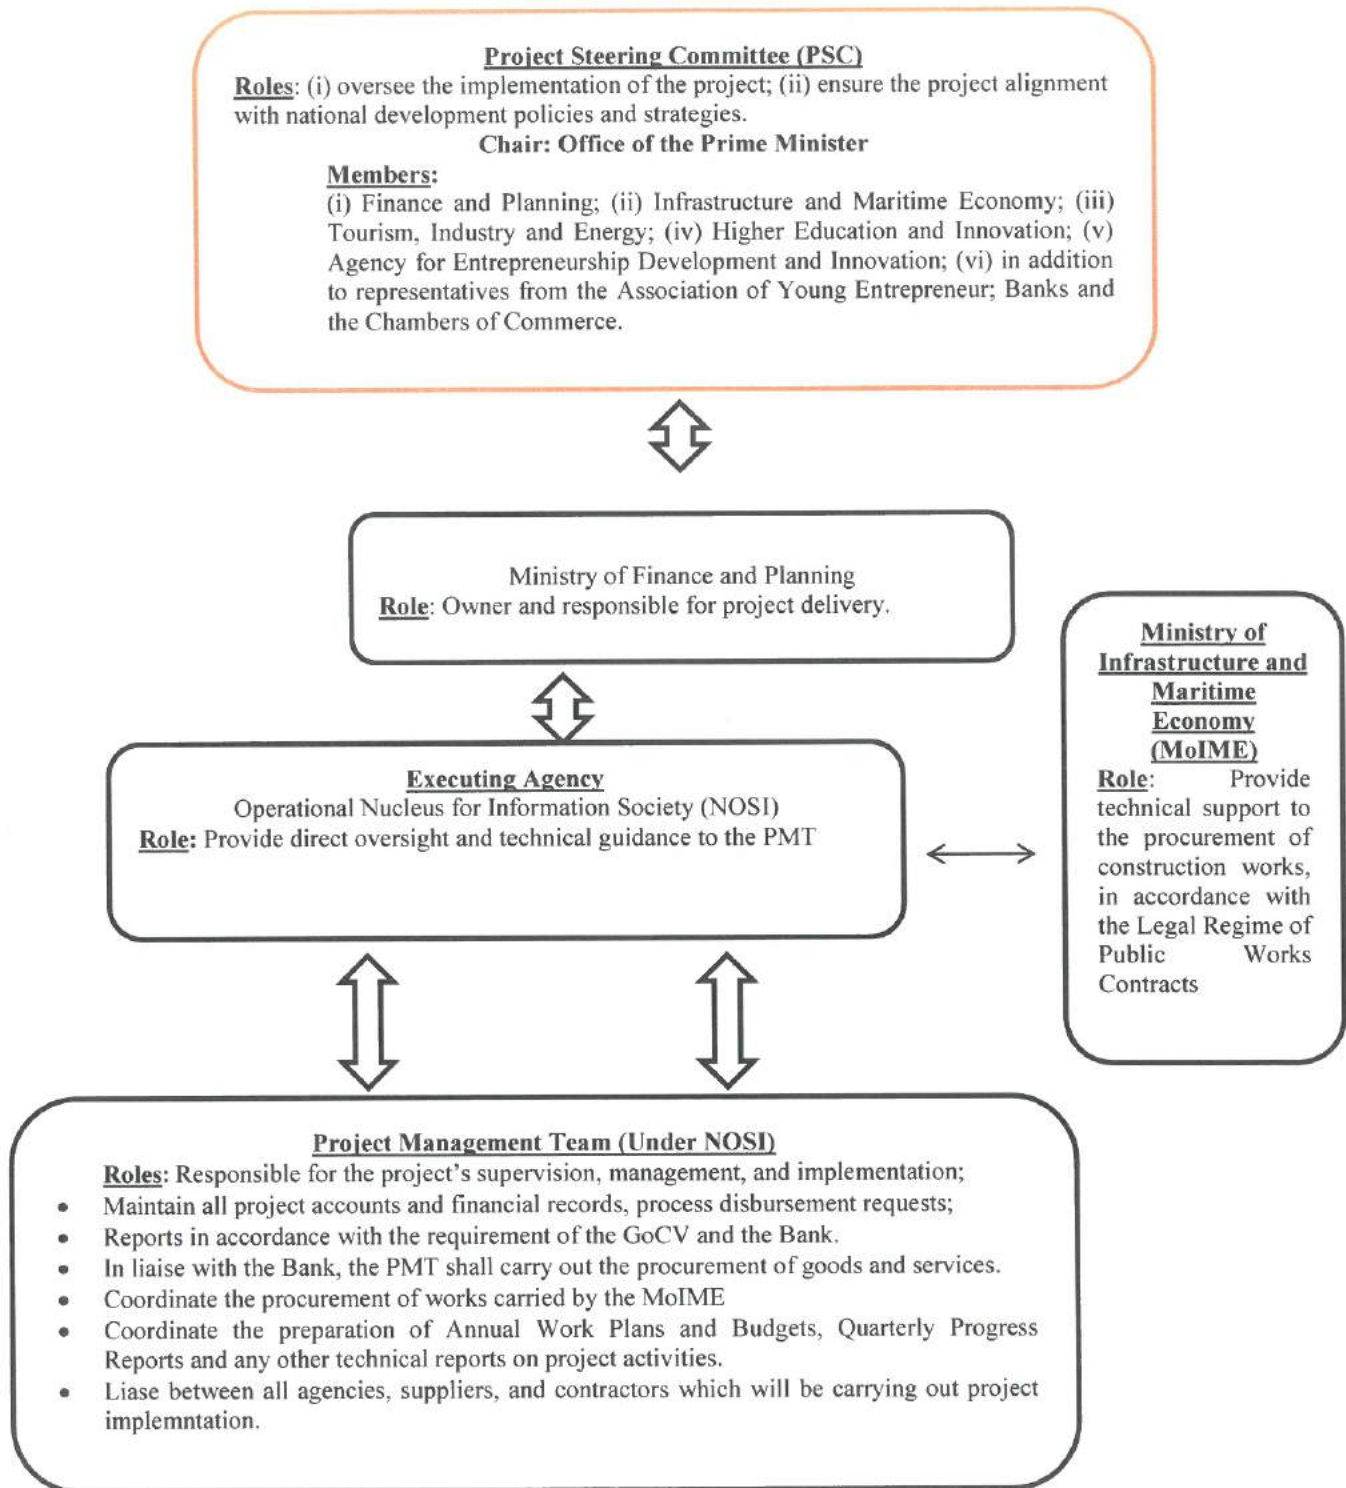 Project Steering Committee (PSC)
Roles: (i) oversee the implementation of the project; (ii) ensure the project alignment
with national development policies and strategies.
Chair: Office of the Prime Minister
Members:
(i) Finance and Planning; (ii) Infrastructure and Maritime Economy; (iii)
Tourism, Industry and Energy; (iv) Higher Education and Innovation; (v)
Agency for Entrepreneurship Development and Innovation; (vi) in addition
to representatives from the Association of Young Entrepreneur; Banks and
the Chambers of Commerce.
Ministry of Finance and Planning
Role: Owner and responsible for project delivery.
Ministry of
Infrastructure and
Maritime
Economy
(MoIME)
Role: Provide
technical support to
the procurement of
construction works,
in accordance with
the Legal Regime of
Public Works
Contracts
Executing Agency
Operational Nucleus for Information Society (NOSI)
Role: Provide direct oversight and technical guidance to the PMT
Project Management Team (Under NOSI)
Roles: Responsible for the project's supervision, management, and implementation;
• Maintain all project accounts and financial records, process disbursement requests;
• Reports in accordance with the requirement of the GoCV and the Bank.
• In liaise with the Bank, the PMT shall carry out the procurement of goods and services.
• Coordinate the procurement of works carried by the MoIME
• Coordinate the preparation of Annual Work Plans and Budgets, Quarterly Progress
Reports and any other technical reports on project activities.
• Liase between all agencies, suppliers, and contractors which will be carrying out project
implemntation.